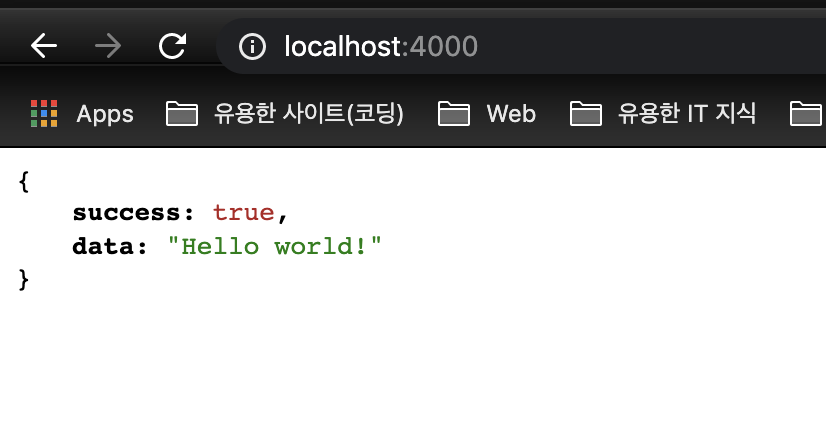 localhost:4000
Apps 유용한 사이트(코딩) Web 유용한 IT 지식
{
    success: true,
    data: "Hello world!"
}